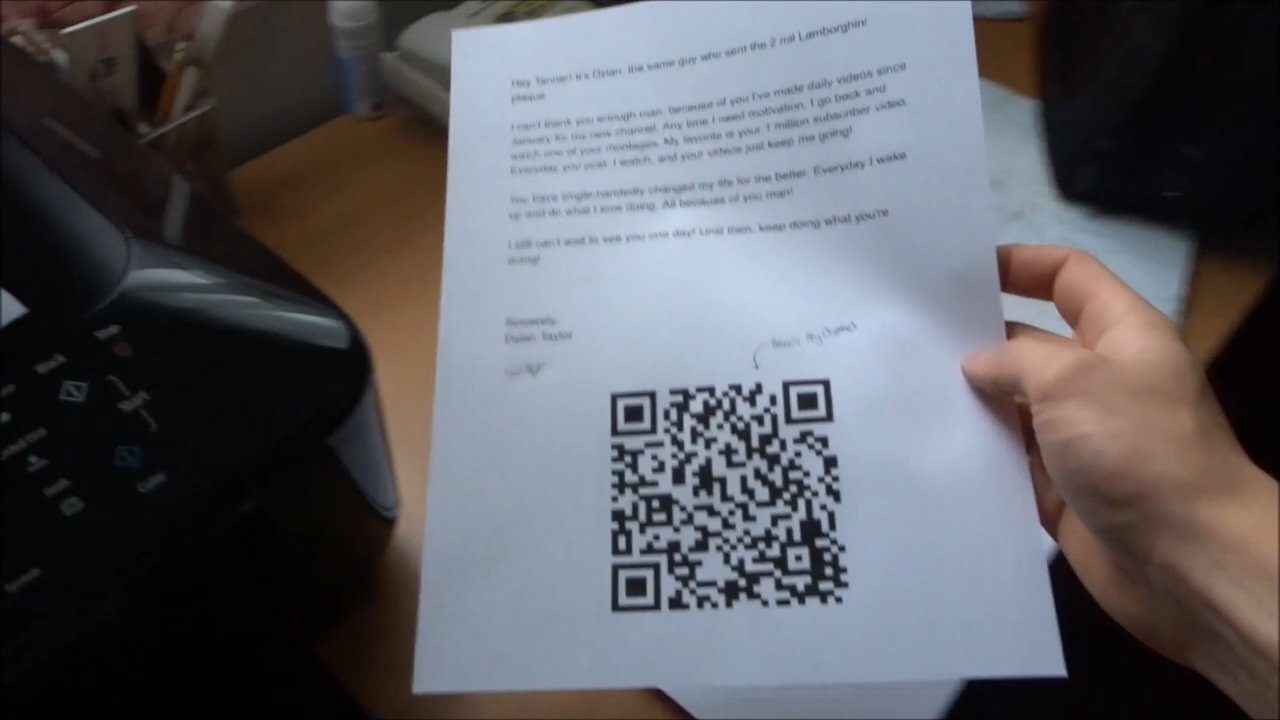 Hey Tanner! It's Dylan, the same guy who sent the 2 mil Lamborghini
plaque.
I can't thank you enough man, because of you I've made daily videos since
January for my new channel. Any time I need motivation, I go back and
watch one of your montages. My favorite is your 1 million subscriber video.
Everyday you post, I watch, and your videos just keep me going!
You have single-handedly changed my life for the better. Everyday I wake
up and do what I love doing. All because of you man!
I still can't wait to see you one day! Until then, keep doing what you're
doing!
Sincerely,
Dylan Taylor
Here's My channel
Color